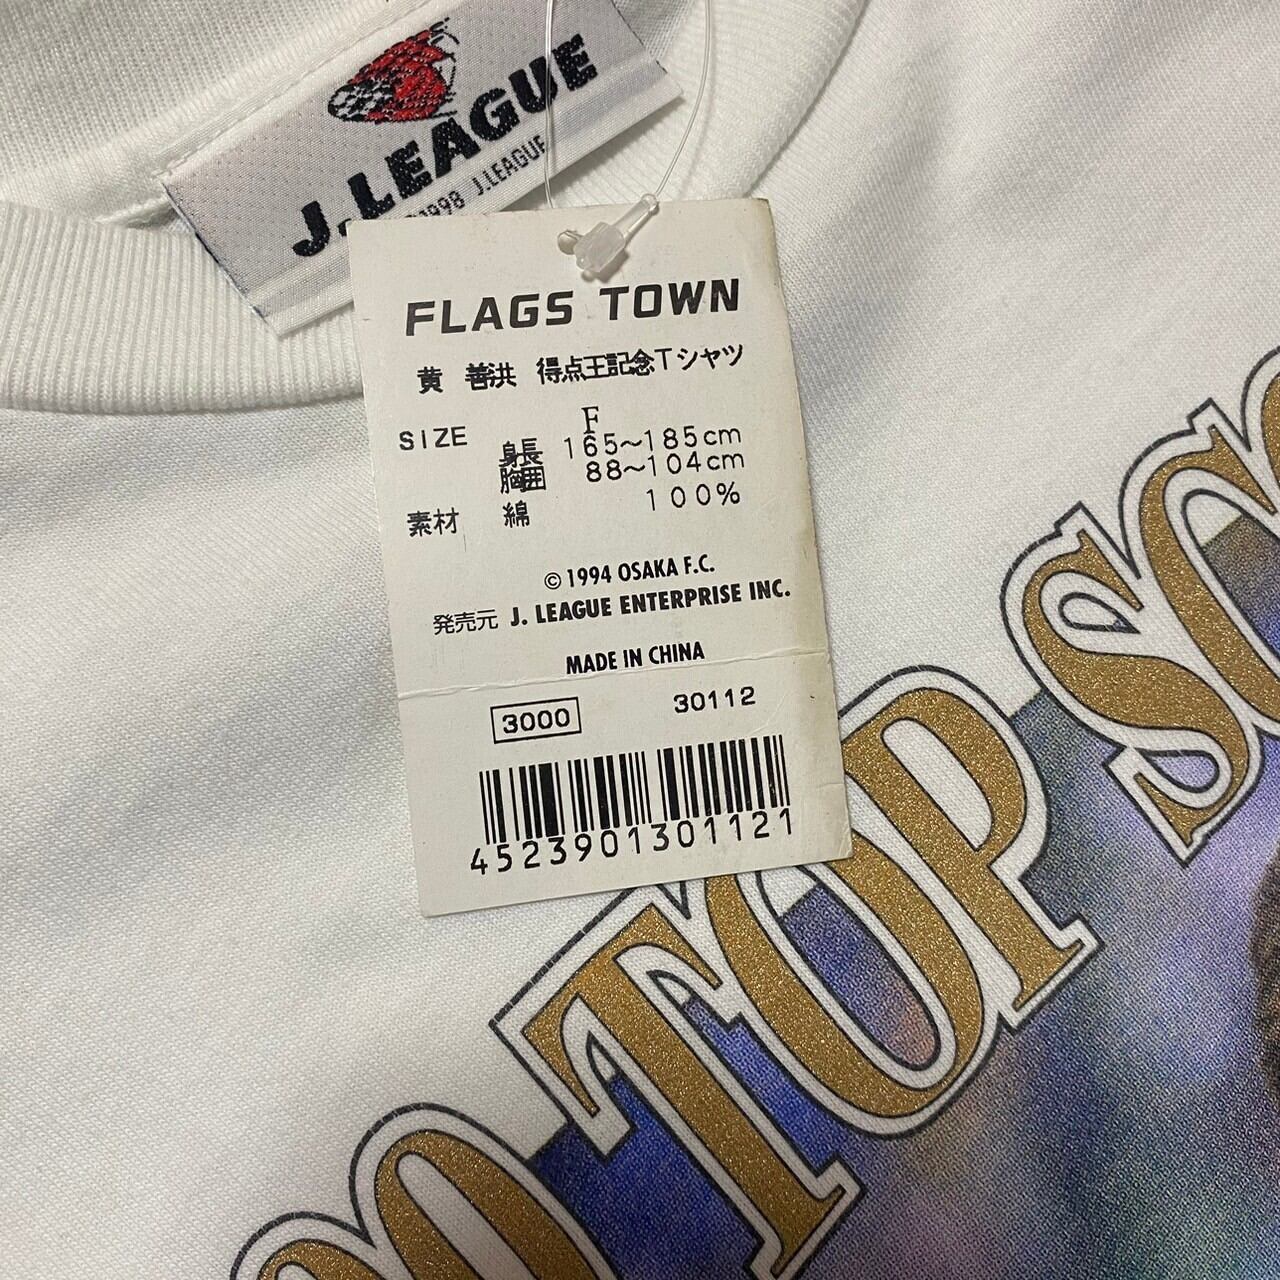 J.LEAGUE
1998 J.LEAGUE
FLAGS TOWN
黄 善洪 得点王記念Tシャツ
SIZE F
身長 165～185cm
胸囲 88～104cm
素材 綿 100%
© 1994 OSAKA F.C.
発売元 J. LEAGUE ENTERPRISE INC.
MADE IN CHINA
3000 30112
4523901301121
TOP